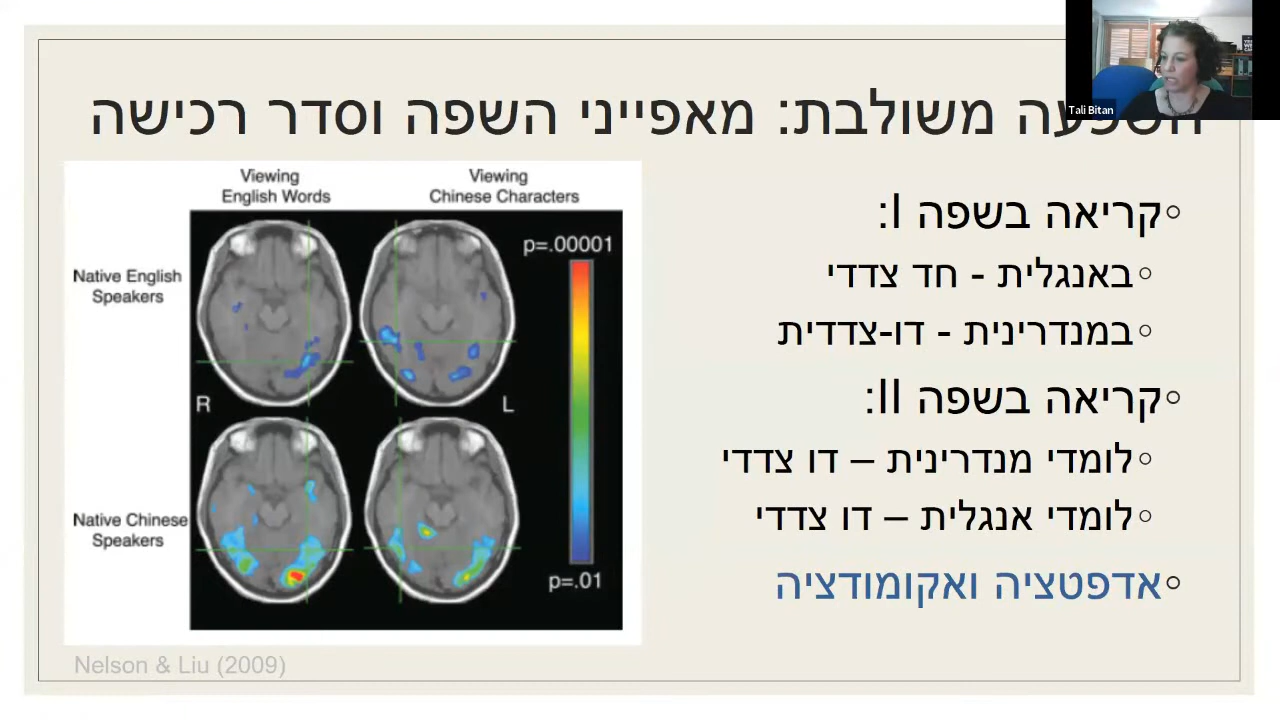 משולבת: מאפייני השפה וסדר רכישה
Tali Bitan
קריאה בשפה I:
באנגלית - חד צדדי
במנדרינית - דו-צדדית
קריאה בשפה II:
לומדי מנדרינית – דו צדדי
לומדי אנגלית – דו צדדי
אדפטציה ואקומודציה
Viewing
English Words
Viewing
Chinese Characters
Native English
Speakers
p=.00001
R
L
Native Chinese
Speakers
p=.01
Nelson & Liu (2009)